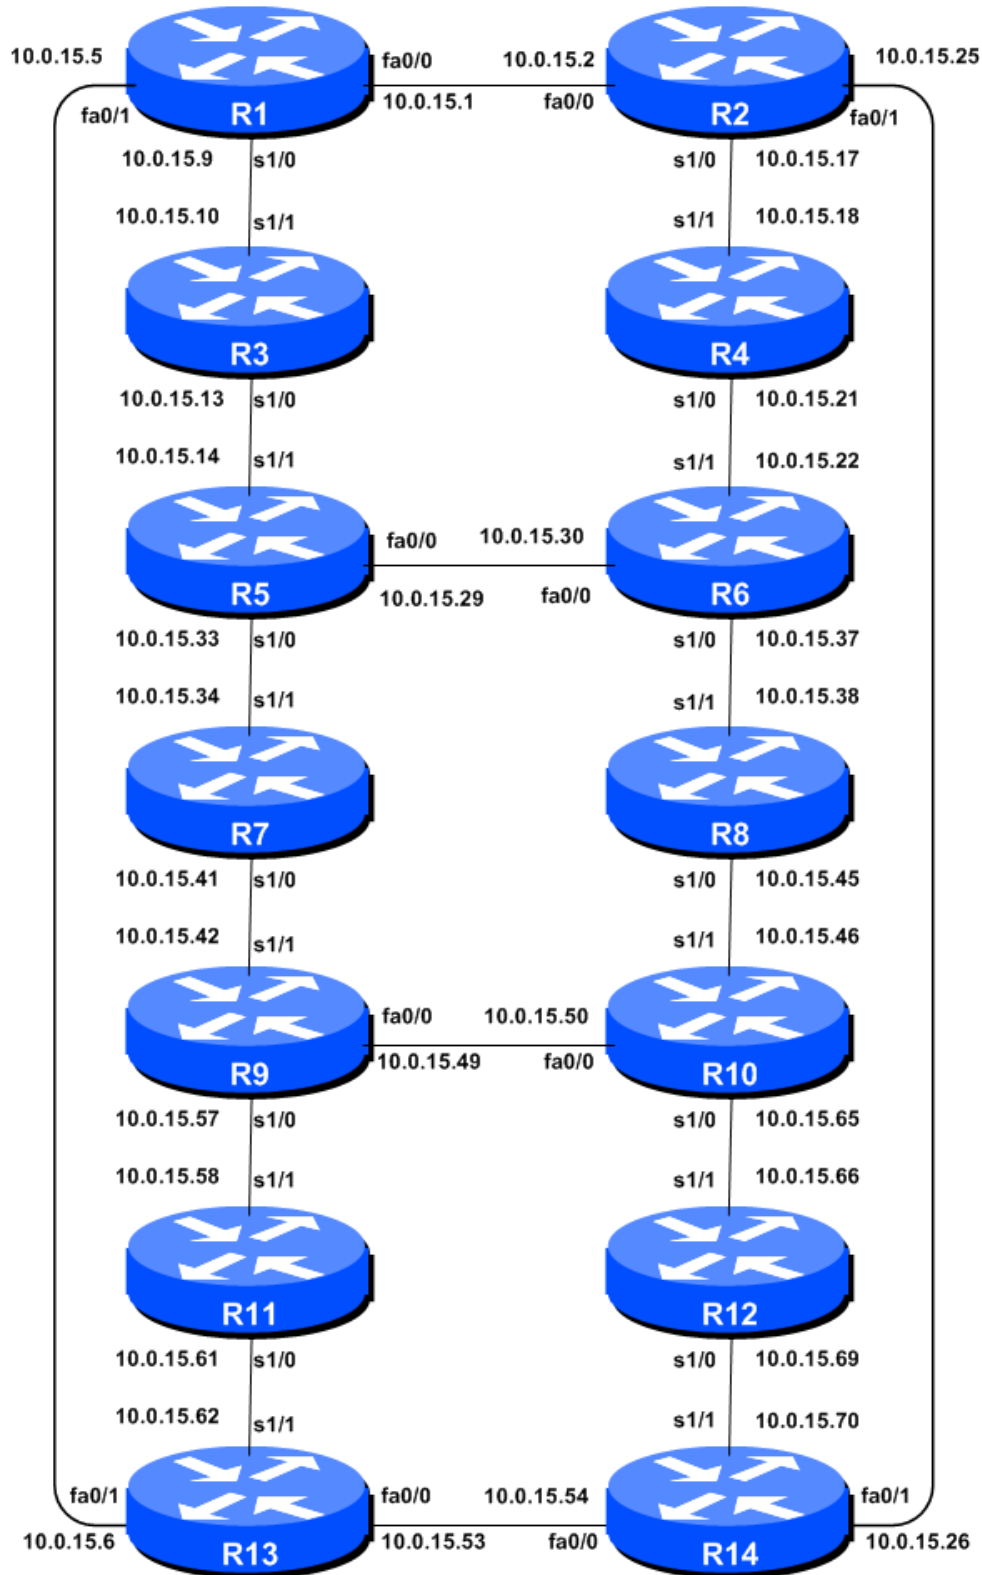 10.0.15.5 fa0/0 10.0.15.2 10.0.15.25
fa0/1 R1 10.0.15.1 fa0/0 R2 fa0/1
10.0.15.9 s1/0 s1/0 10.0.15.17
10.0.15.10 s1/1 s1/1 10.0.15.18
R3 R4
10.0.15.13 s1/0 s1/0 10.0.15.21
10.0.15.14 s1/1 s1/1 10.0.15.22
fa0/0 10.0.15.30
R5 10.0.15.29 fa0/0 R6
10.0.15.33 s1/0 s1/0 10.0.15.37
10.0.15.34 s1/1 s1/1 10.0.15.38
R7 R8
10.0.15.41 s1/0 s1/0 10.0.15.45
10.0.15.42 s1/1 s1/1 10.0.15.46
fa0/0 10.0.15.50
R9 10.0.15.49 fa0/0 R10
10.0.15.57 s1/0 s1/0 10.0.15.65
10.0.15.58 s1/1 s1/1 10.0.15.66
R11 R12
10.0.15.61 s1/0 s1/0 10.0.15.69
10.0.15.62 s1/1 s1/1 10.0.15.70
fa0/1 fa0/0 10.0.15.54 fa0/1
10.0.15.6 R13 10.0.15.53 fa0/0 R14 10.0.15.26